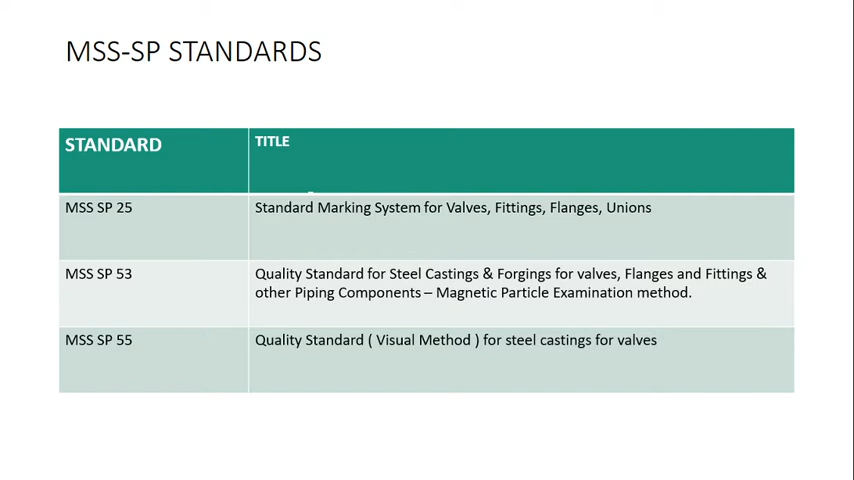 MSS-SP STANDARDS
STANDARD
TITLE
MSS SP 25
Standard Marking System for Valves, Fittings, Flanges, Unions
MSS SP 53
Quality Standard for Steel Castings & Forgings for valves, Flanges and Fittings &
other Piping Components – Magnetic Particle Examination method.
MSS SP 55
Quality Standard ( Visual Method ) for steel castings for valves